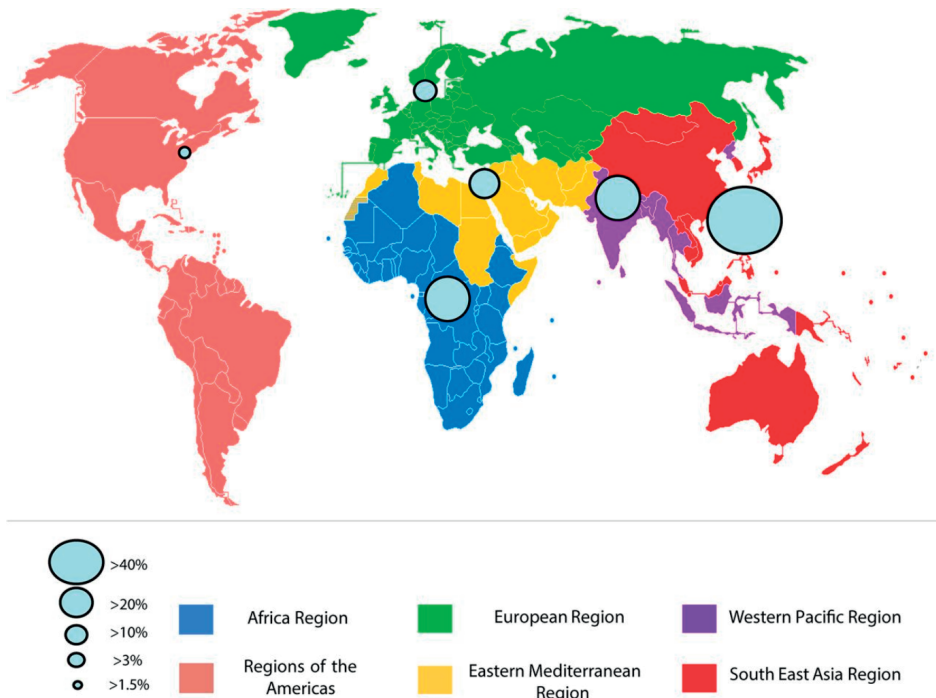 >40%
>20%
>10%
>3%
>1.5%
Africa Region
Regions of the
Americas
European Region
Eastern Mediterranean
Region
Western Pacific Region
South East Asia Region